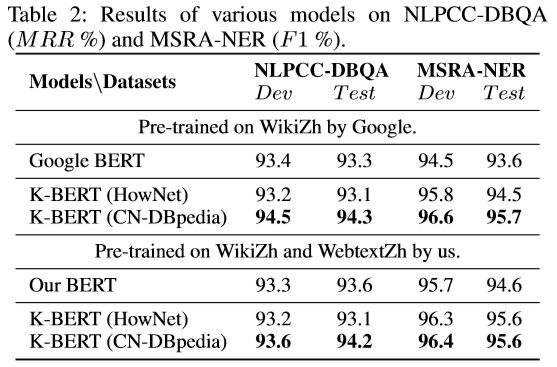 Table 2: Results of various models on NLPCC-DBQA
(MRR %) and MSRA-NER (F1 %).
Models\Datasets NLPCC-DBQA MSRA-NER
Dev Test Dev Test
Pre-trained on WikiZh by Google.
Google BERT 93.4 93.3 94.5 93.6
K-BERT (HowNet) 93.2 93.1 95.8 94.5
K-BERT (CN-DBpedia) 94.5 94.3 96.6 95.7
Pre-trained on WikiZh and WebtextZh by us.
Our BERT 93.3 93.6 95.7 94.6
K-BERT (HowNet) 93.2 93.1 96.3 95.6
K-BERT (CN-DBpedia) 93.6 94.2 96.4 95.6